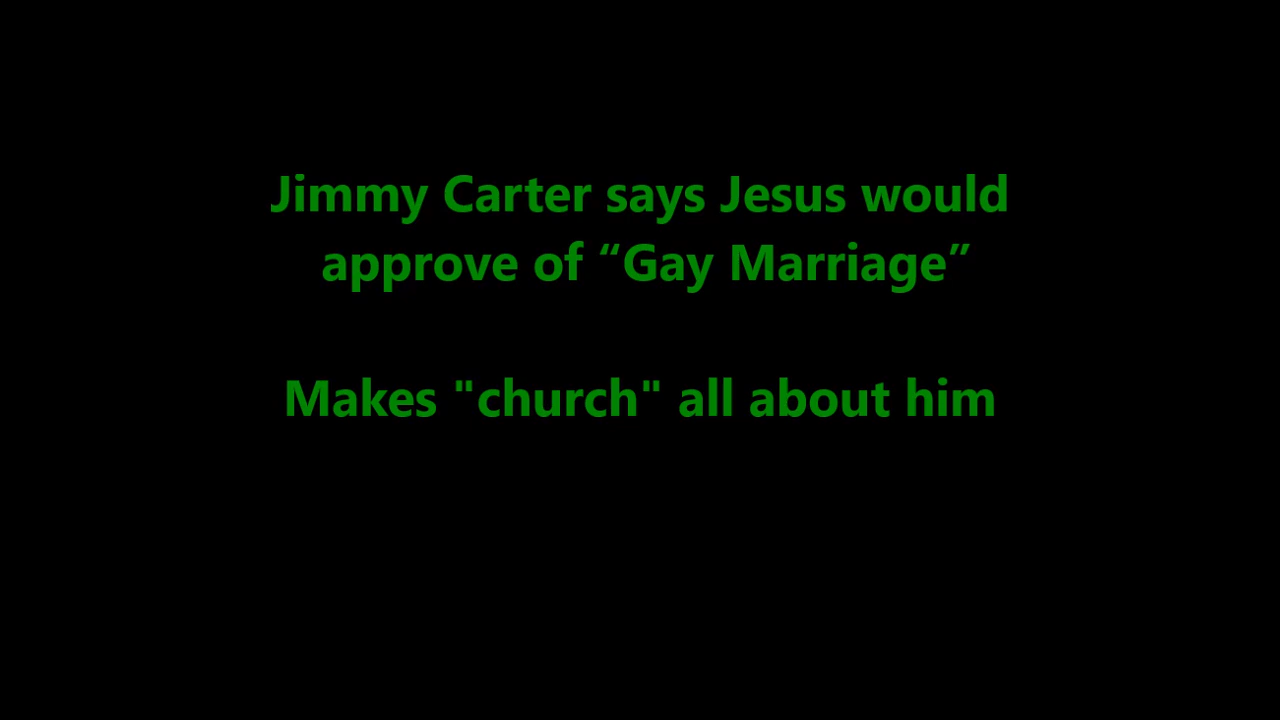 Jimmy Carter says Jesus would
approve of “Gay Marriage”
Makes "church" all about him